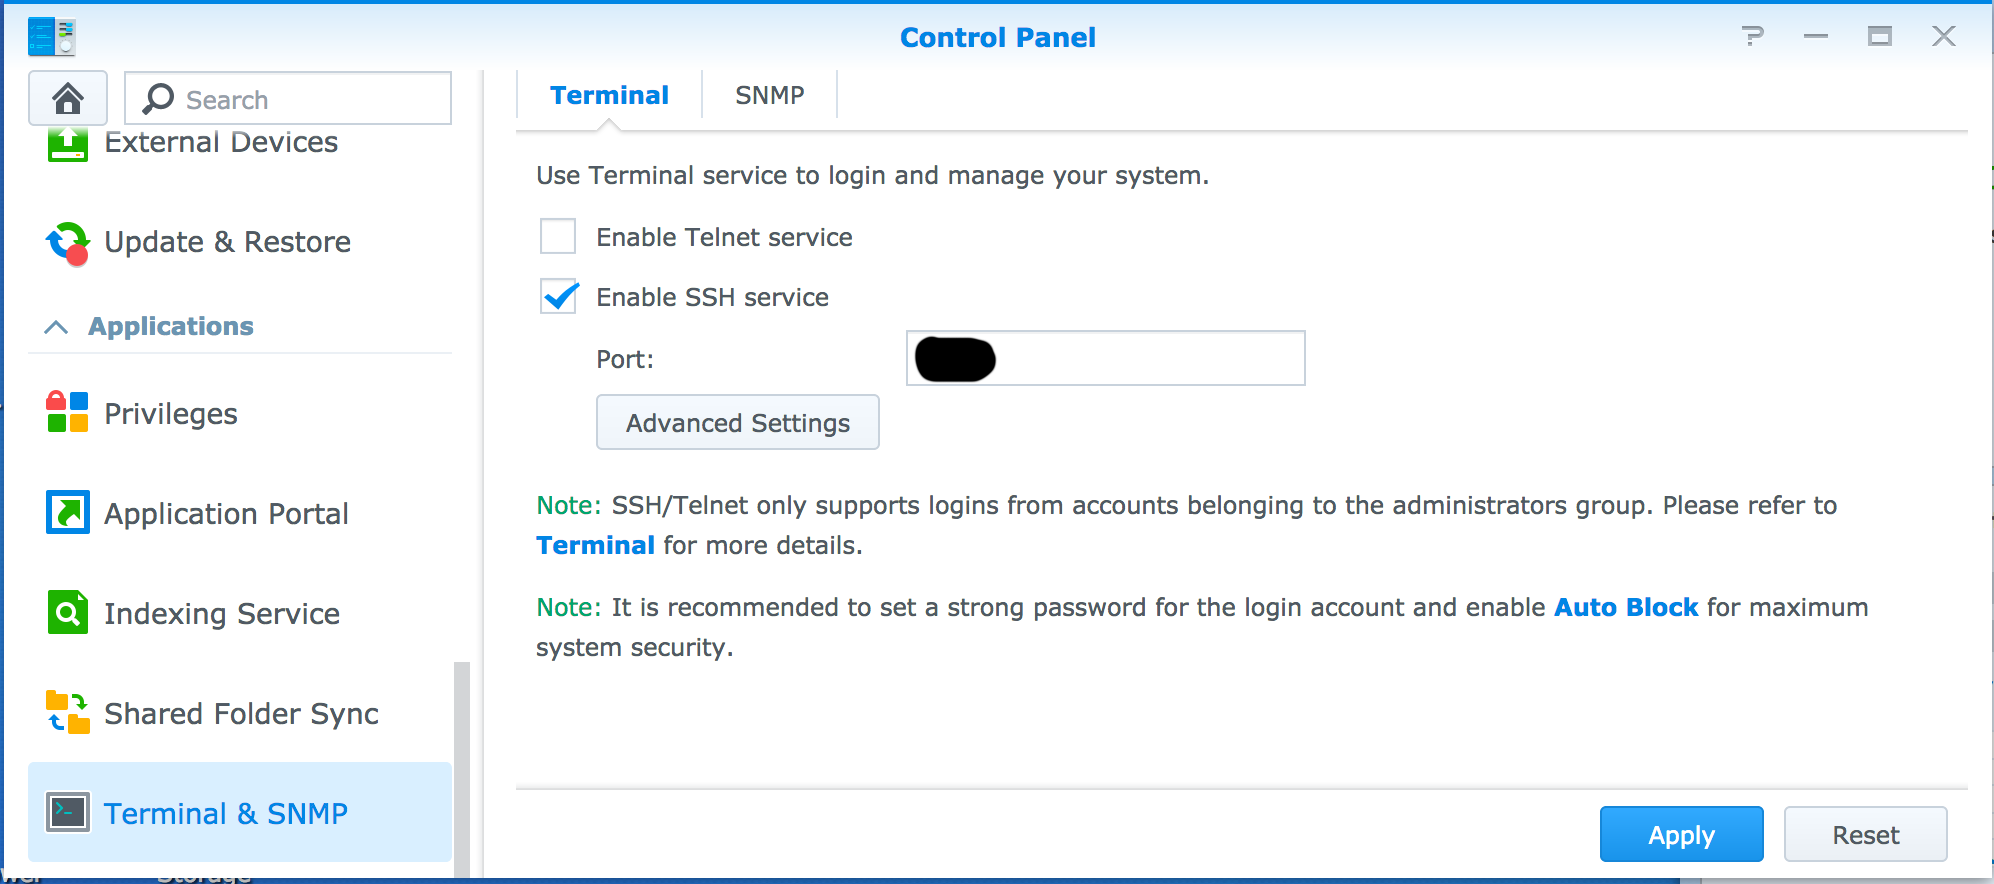 Control Panel
Search
External Devices
Update & Restore
Applications
Privileges
Application Portal
Indexing Service
Shared Folder Sync
Terminal & SNMP
Terminal
SNMP
Use Terminal service to login and manage your system.
Enable Telnet service
Enable SSH service
Port:
Advanced Settings
Note: SSH/Telnet only supports logins from accounts belonging to the administrators group. Please refer to
Terminal for more details.
Note: It is recommended to set a strong password for the login account and enable Auto Block for maximum
system security.
Apply
Reset